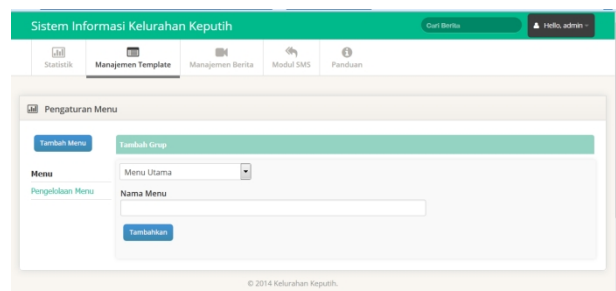 Sistem Informasi Kelurahan Keputih
Cari Berita
Hello, admin
Statistik
Manajemen Template
Manajemen Berita
Modul SMS
Panduan
Pengaturan Menu
Tambah Menu
Tambah Grup
Menu
Menu Utama
Pengelolaan Menu
Nama Menu
Tambahkan
© 2014 Kelurahan Keputih.